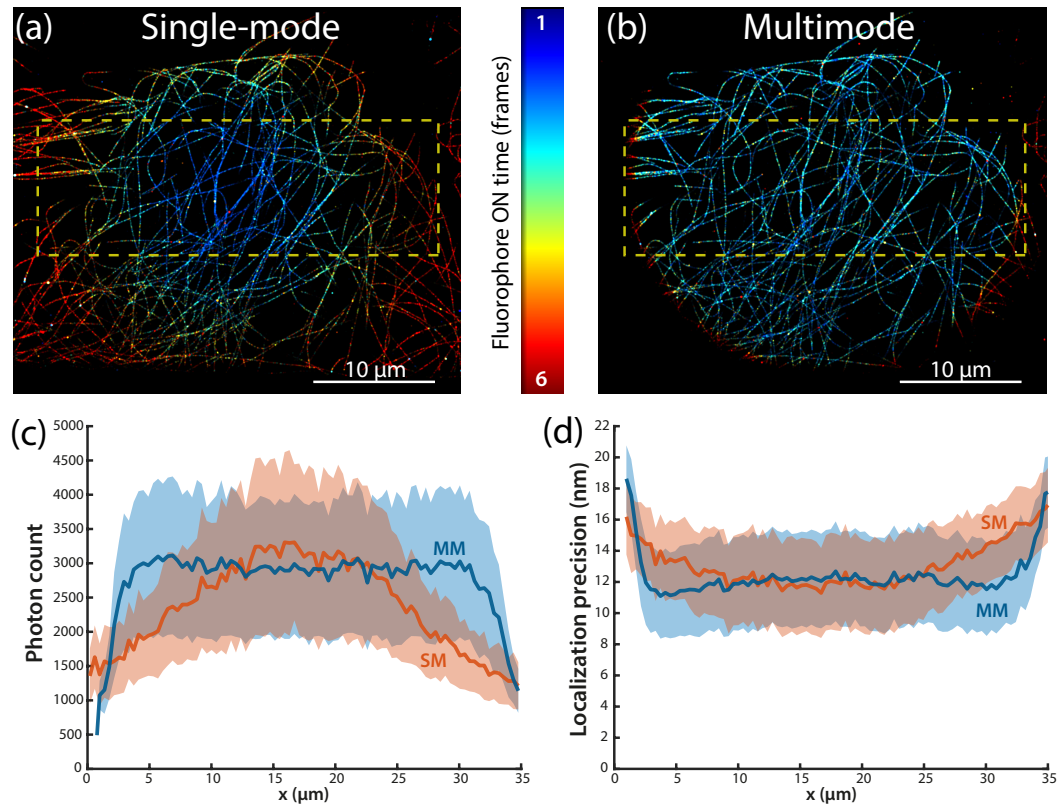 (a) Single-mode
10 µm
1
Fluorophore ON time (frames)
6
(b) Multimode
10 µm
(c)
5000
4500
4000
3500
3000
2500
2000
1500
1000
500
0
Photon count
MM
SM
0 5 10 15 20 25 30 35
x (µm)
(d)
22
20
18
16
14
12
10
8
6
4
2
0
Localization precision (nm)
SM
MM
0 5 10 15 20 25 30 35
x (µm)